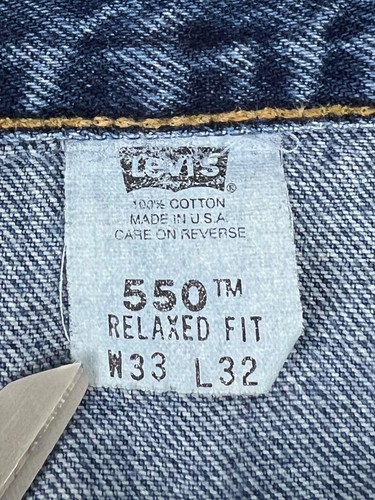 LEVI'S ®
100% COTTON
MADE IN U.S.A.
CARE ON REVERSE
550™
RELAXED FIT
W33 L32